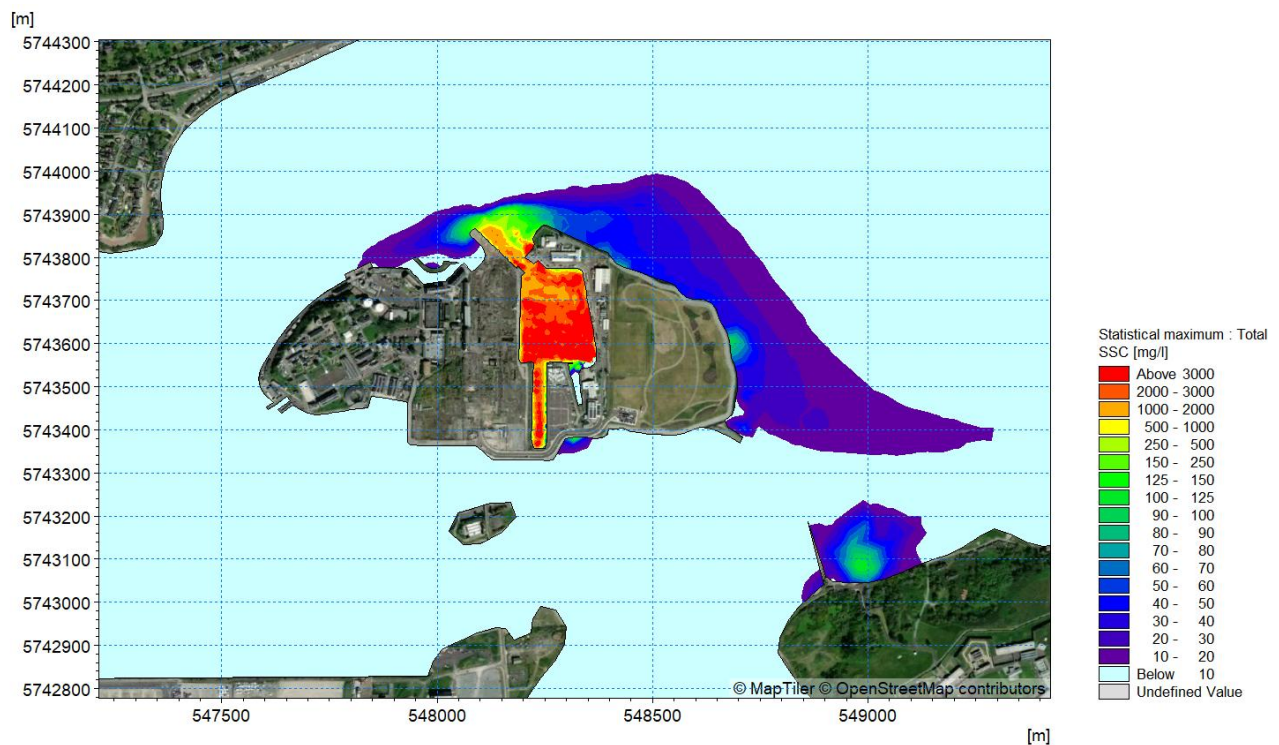 [m]
5744300
5744200
5744100
5744000
5743900
5743800
5743700
5743600
5743500
5743400
5743300
5743200
5743100
5743000
5742900
5742800
547500 548000 548500 549000
[m]
© MapTiler © OpenStreetMap contributors
Statistical maximum : Total
SSC [mg/l]
Above 3000
2000 - 3000
1000 - 2000
500 - 1000
250 - 500
150 - 250
125 - 150
100 - 125
90 - 100
80 - 90
70 - 80
60 - 70
50 - 60
40 - 50
30 - 40
20 - 30
10 - 20
Below 10
Undefined Value